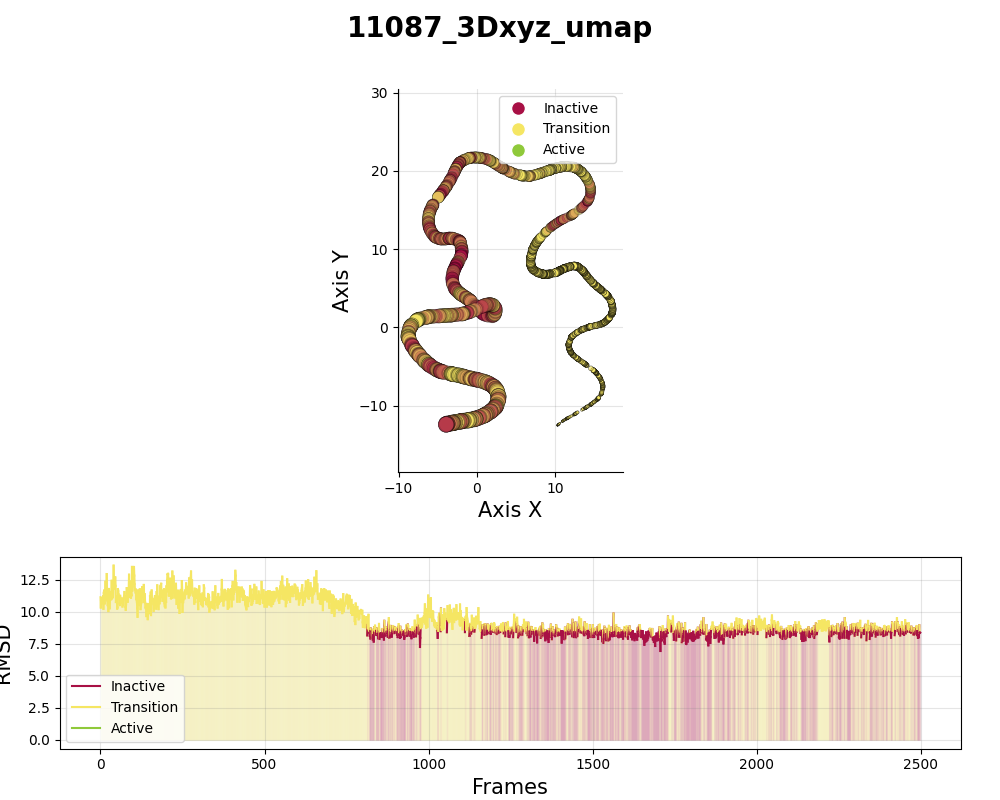 11087_3Dxyz_umap
30
20
10
0
−10
Axis Y
Inactive
Transition
Active
−10
0
10
Axis X
12.5
10.0
7.5
5.0
2.5
0.0
RMSD
Inactive
Transition
Active
0
500
1000
1500
2000
2500
Frames